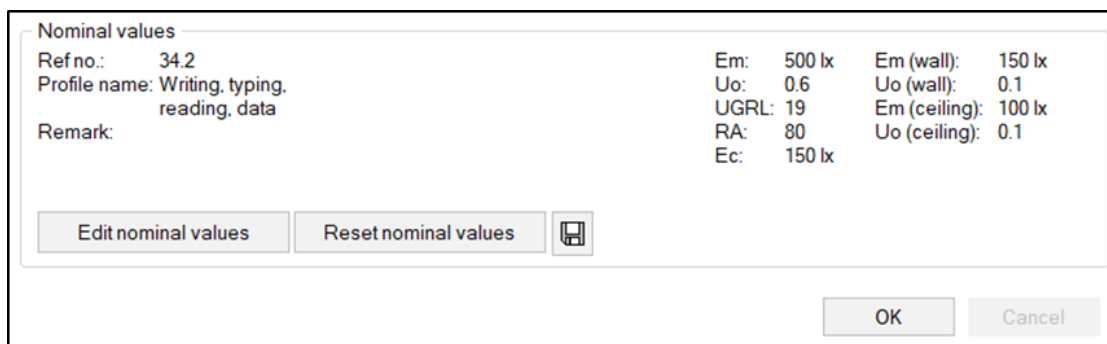 Nominal values
Ref no.: 34.2
Profile name: Writing, typing,
reading, data
Remark:
Em: 500 lx Em (wall): 150 lx
Uo: 0.6 Uo (wall): 0.1
UGRL: 19 Em (ceiling): 100 lx
RA: 80 Uo (ceiling): 0.1
Ec: 150 lx
Edit nominal values Reset nominal values
OK Cancel